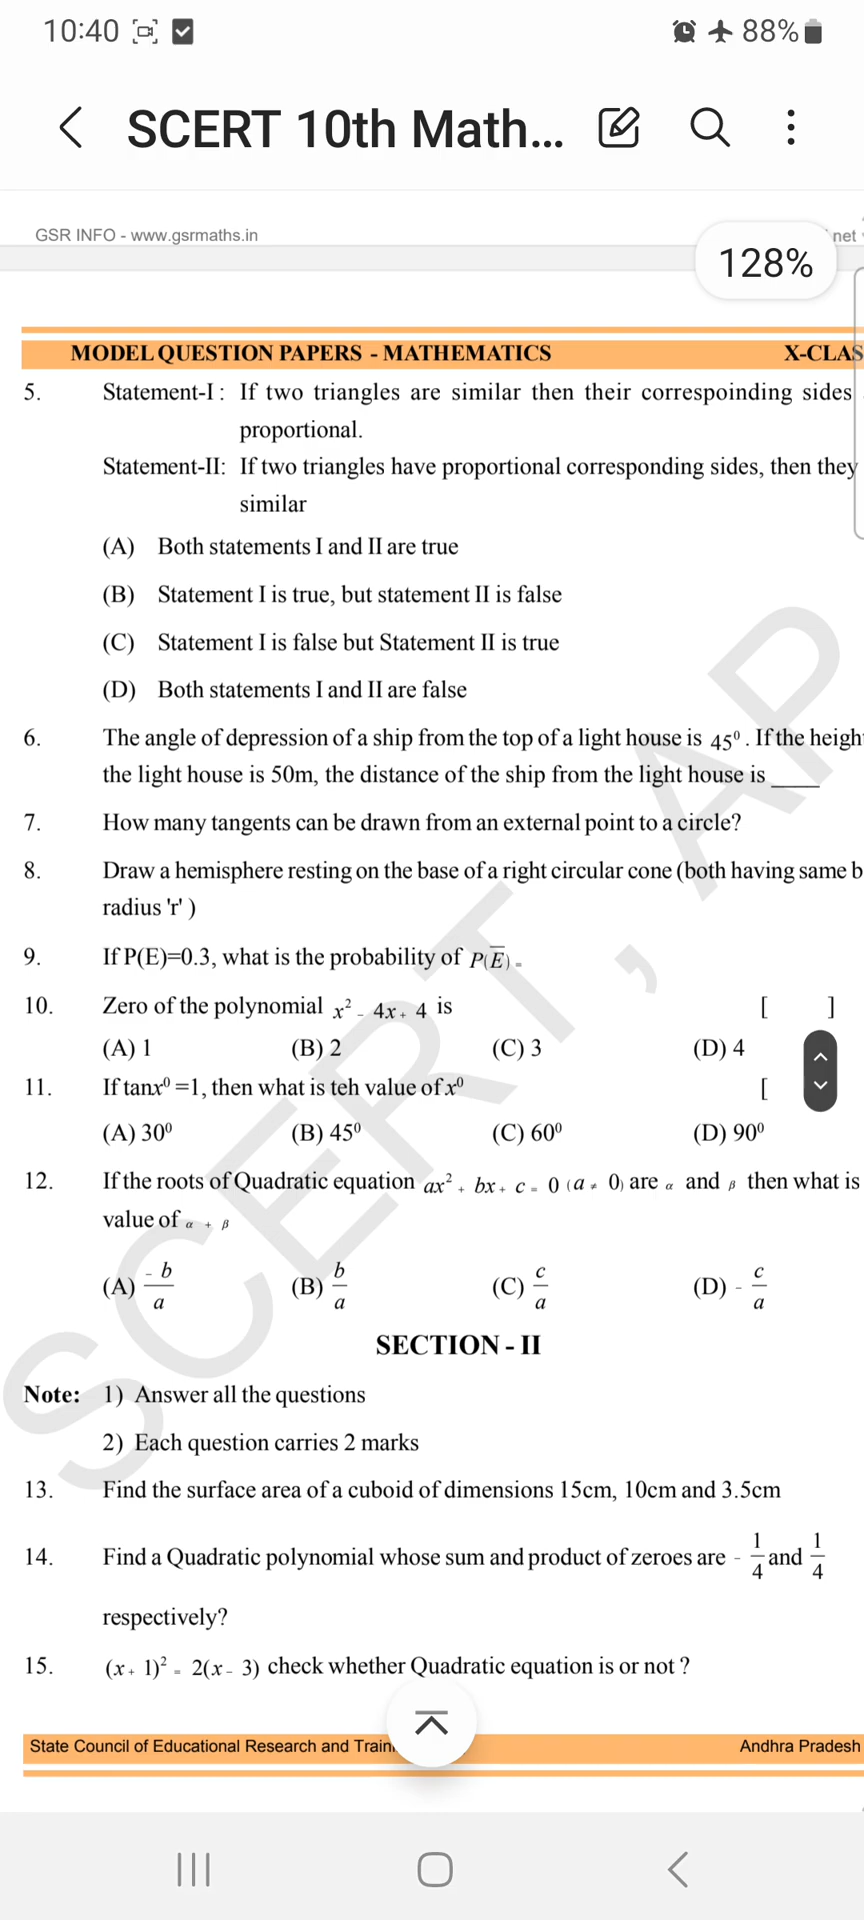 10:40 88%
SCERT 10th Math...
GSR INFO - www.gsrmaths.in net
128%
MODEL QUESTION PAPERS - MATHEMATICS X-CLAS
5. Statement-I : If two triangles are similar then their correspoinding sides
proportional.
Statement-II: If two triangles have proportional corresponding sides, then they
similar
(A) Both statements I and II are true
(B) Statement I is true, but statement II is false
(C) Statement I is false but Statement II is true
(D) Both statements I and II are false
6. The angle of depression of a ship from the top of a light house is 45⁰ . If the heigh
the light house is 50m, the distance of the ship from the light house is ____
7. How many tangents can be drawn from an external point to a circle?
8. Draw a hemisphere resting on the base of a right circular cone (both having same b
radius 'r' )
9. If P(E)=0.3, what is the probability of P(E̅) =
10. Zero of the polynomial x² - 4x + 4 is [ ]
(A) 1 (B) 2 (C) 3 (D) 4
11. If tanx⁰ =1, then what is teh value of x⁰ [
(A) 30⁰ (B) 45⁰ (C) 60⁰ (D) 90⁰
12. If the roots of Quadratic equation ax² + bx + c = 0 (a ≠ 0) are α and β then what is
value of α + β
(A) -b/a (B) b/a (C) c/a (D) - c/a
SECTION - II
Note: 1) Answer all the questions
2) Each question carries 2 marks
13. Find the surface area of a cuboid of dimensions 15cm, 10cm and 3.5cm
14. Find a Quadratic polynomial whose sum and product of zeroes are - 1/4 and 1/4
respectively?
15. (x + 1)² = 2(x - 3) check whether Quadratic equation is or not ?
State Council of Educational Research and Train Andhra Pradesh
SCERT, AP